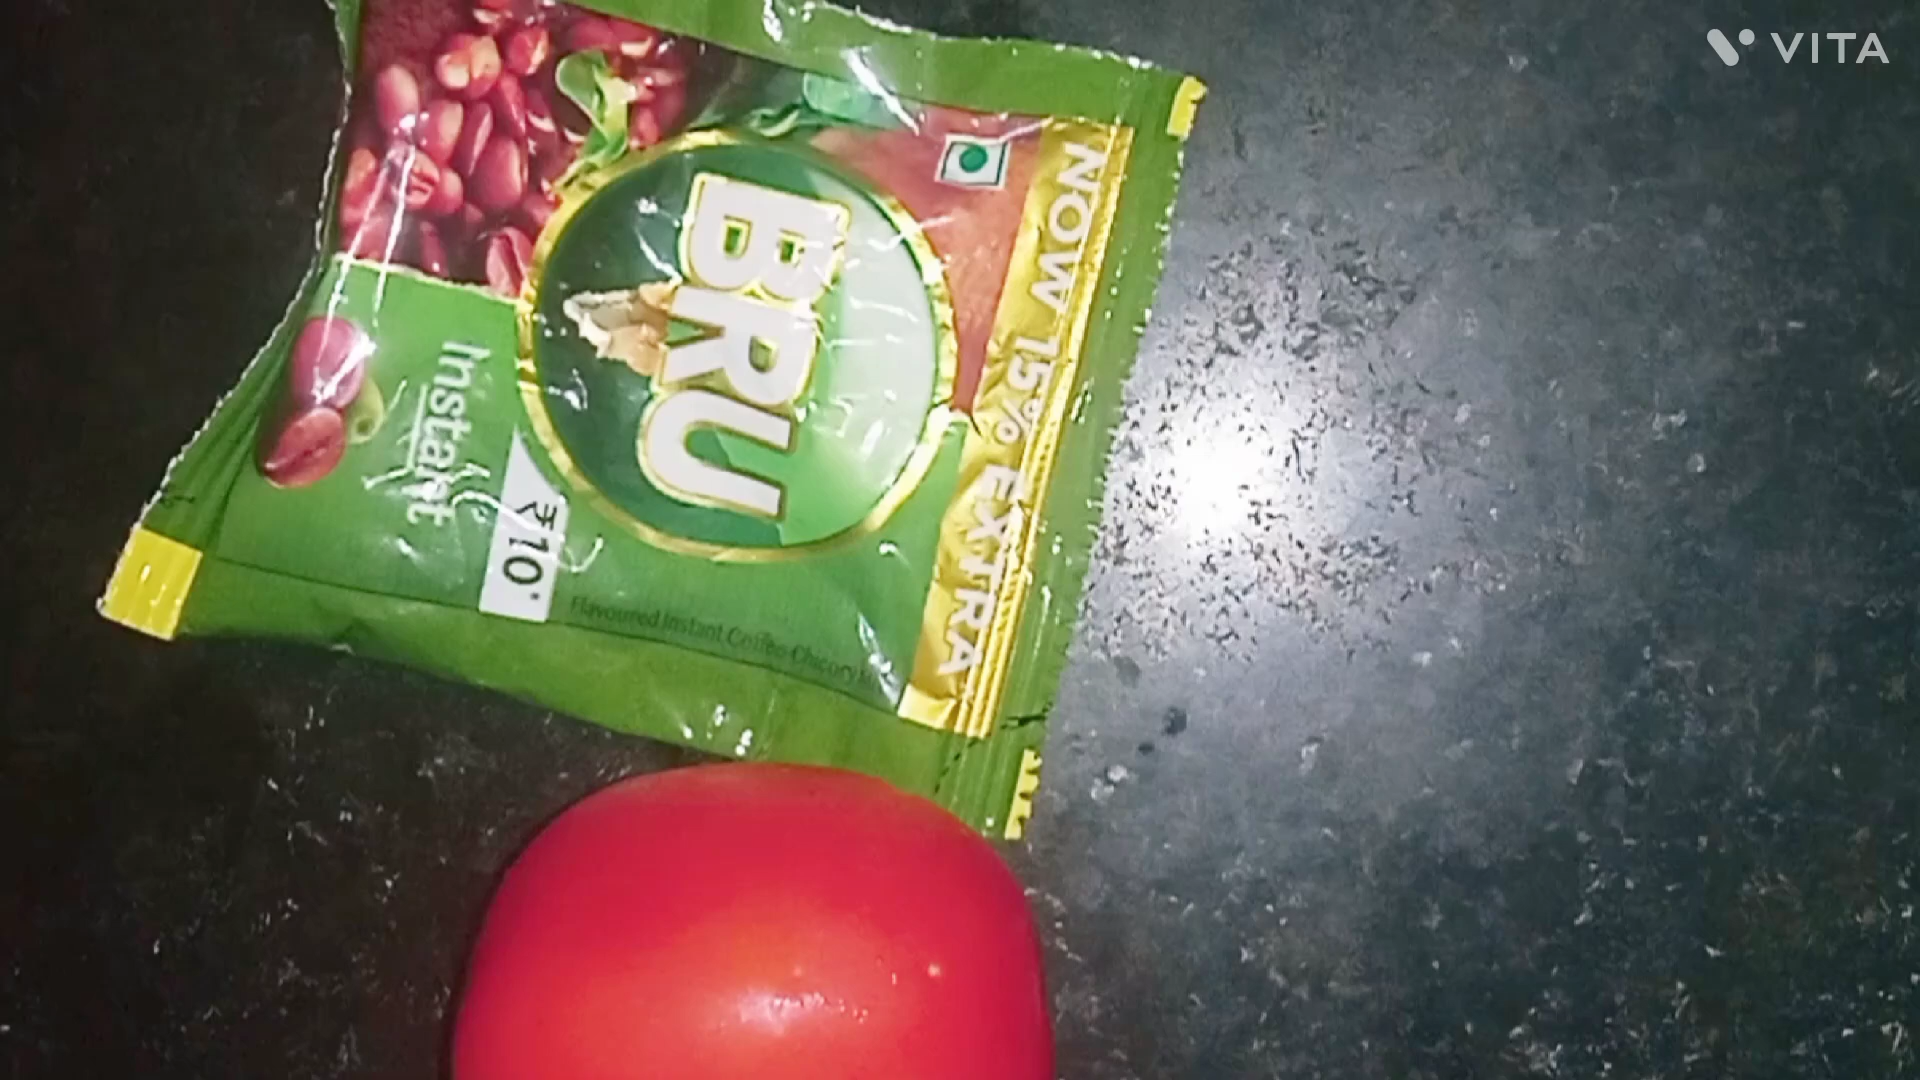 NOW 15% EXTRA
BRU
Instant
₹10*
Flavoured Instant Coffee-Chicory
VITA